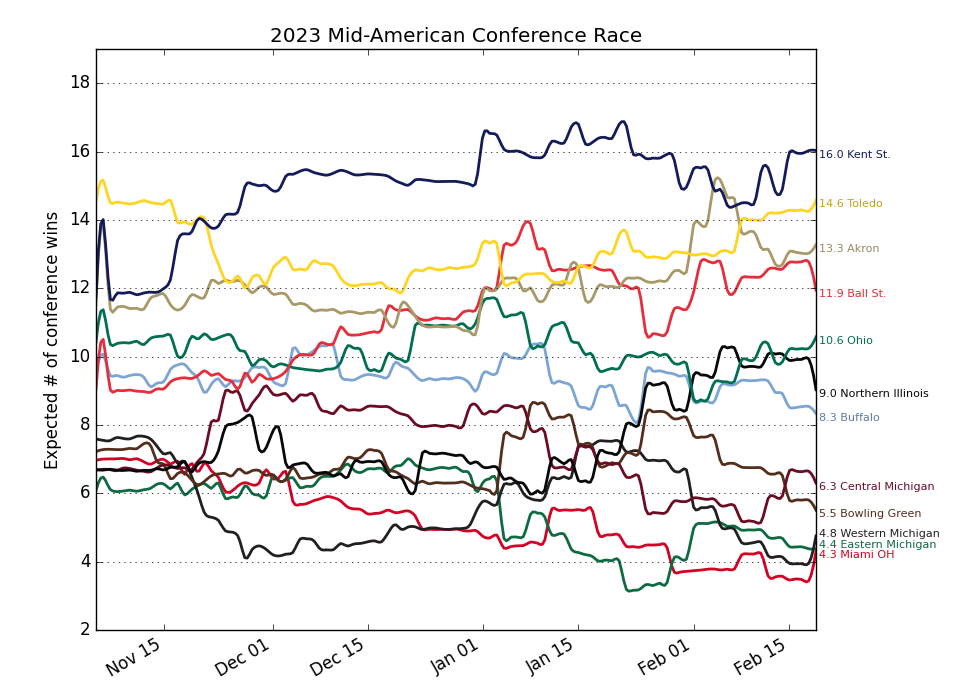 2023 Mid-American Conference Race
Expected # of conference wins
18
16
14
12
10
8
6
4
2
Nov 15
Dec 01
Dec 15
Jan 01
Jan 15
Feb 01
Feb 15
16.0 Kent St.
14.6 Toledo
13.3 Akron
11.9 Ball St.
10.6 Ohio
9.0 Northern Illinois
8.3 Buffalo
6.3 Central Michigan
5.5 Bowling Green
4.8 Western Michigan
4.4 Eastern Michigan
4.3 Miami OH